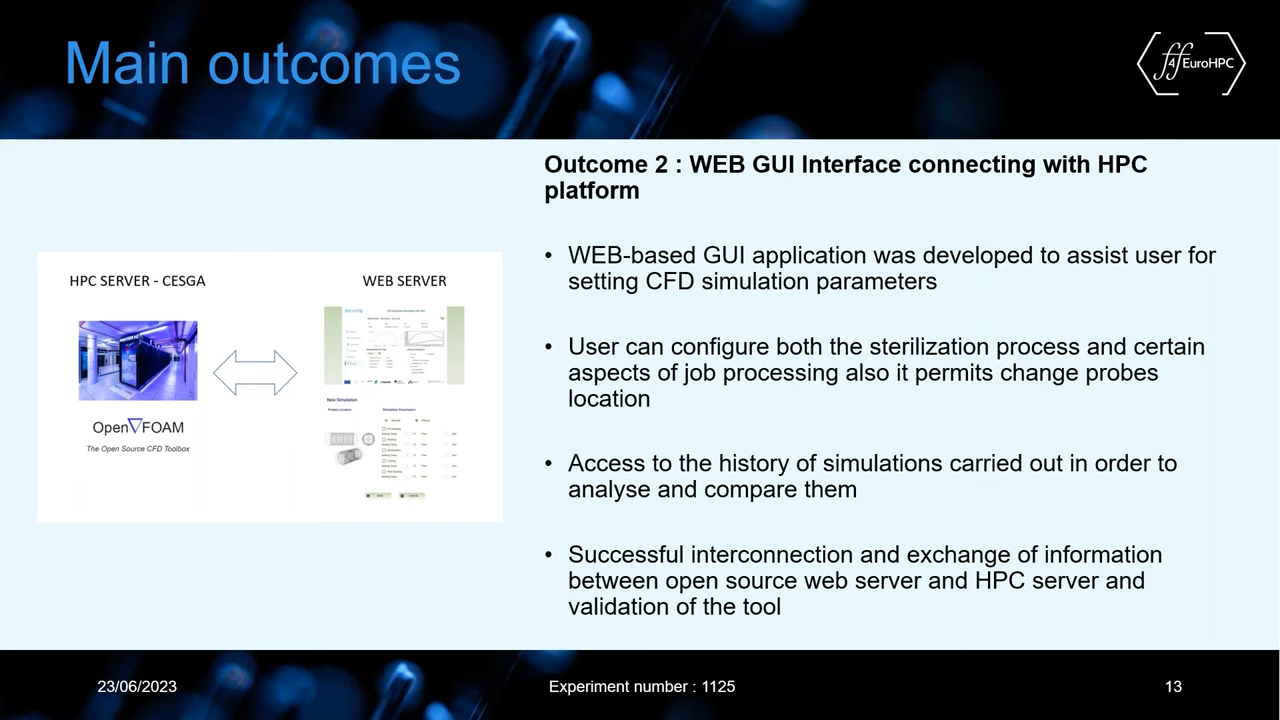 Main outcomes
ff4EuroHPC
Outcome 2 : WEB GUI Interface connecting with HPC
platform
HPC SERVER - CESGA
WEB SERVER
OpenFOAM
The Open Source CFD Toolbox
New Simulation
Probes Location
Simulation Parameters
• WEB-based GUI application was developed to assist user for
setting CFD simulation parameters
• User can configure both the sterilization process and certain
aspects of job processing also it permits change probes
location
• Access to the history of simulations carried out in order to
analyse and compare them
• Successful interconnection and exchange of information
between open source web server and HPC server and
validation of the tool
23/06/2023
Experiment number : 1125
13